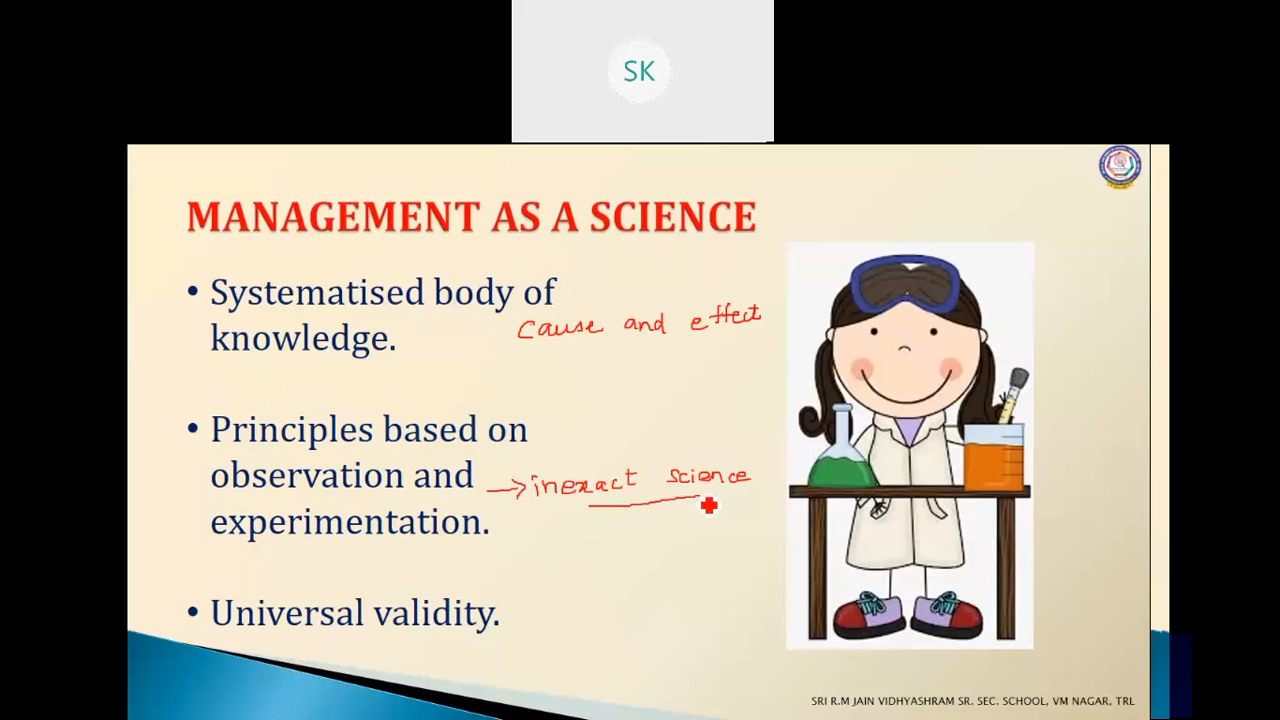 SK
MANAGEMENT AS A SCIENCE
• Systematised body of
knowledge.
cause and effect
• Principles based on
observation and
→ inexact science
experimentation.
• Universal validity.
SRI R.M JAIN VIDHYASHRAM SR. SEC. SCHOOL, VM NAGAR, TRL